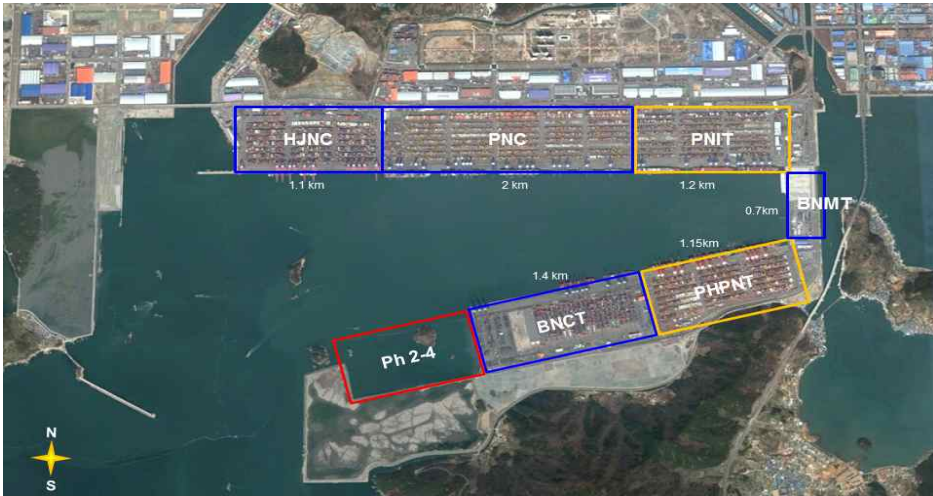 HJNC
PNC
PNIT
1.1 km
2 km
1.2 km
BNMT
0.7km
1.15km
PHPNT
1.4 km
BNCT
Ph 2-4
N
S